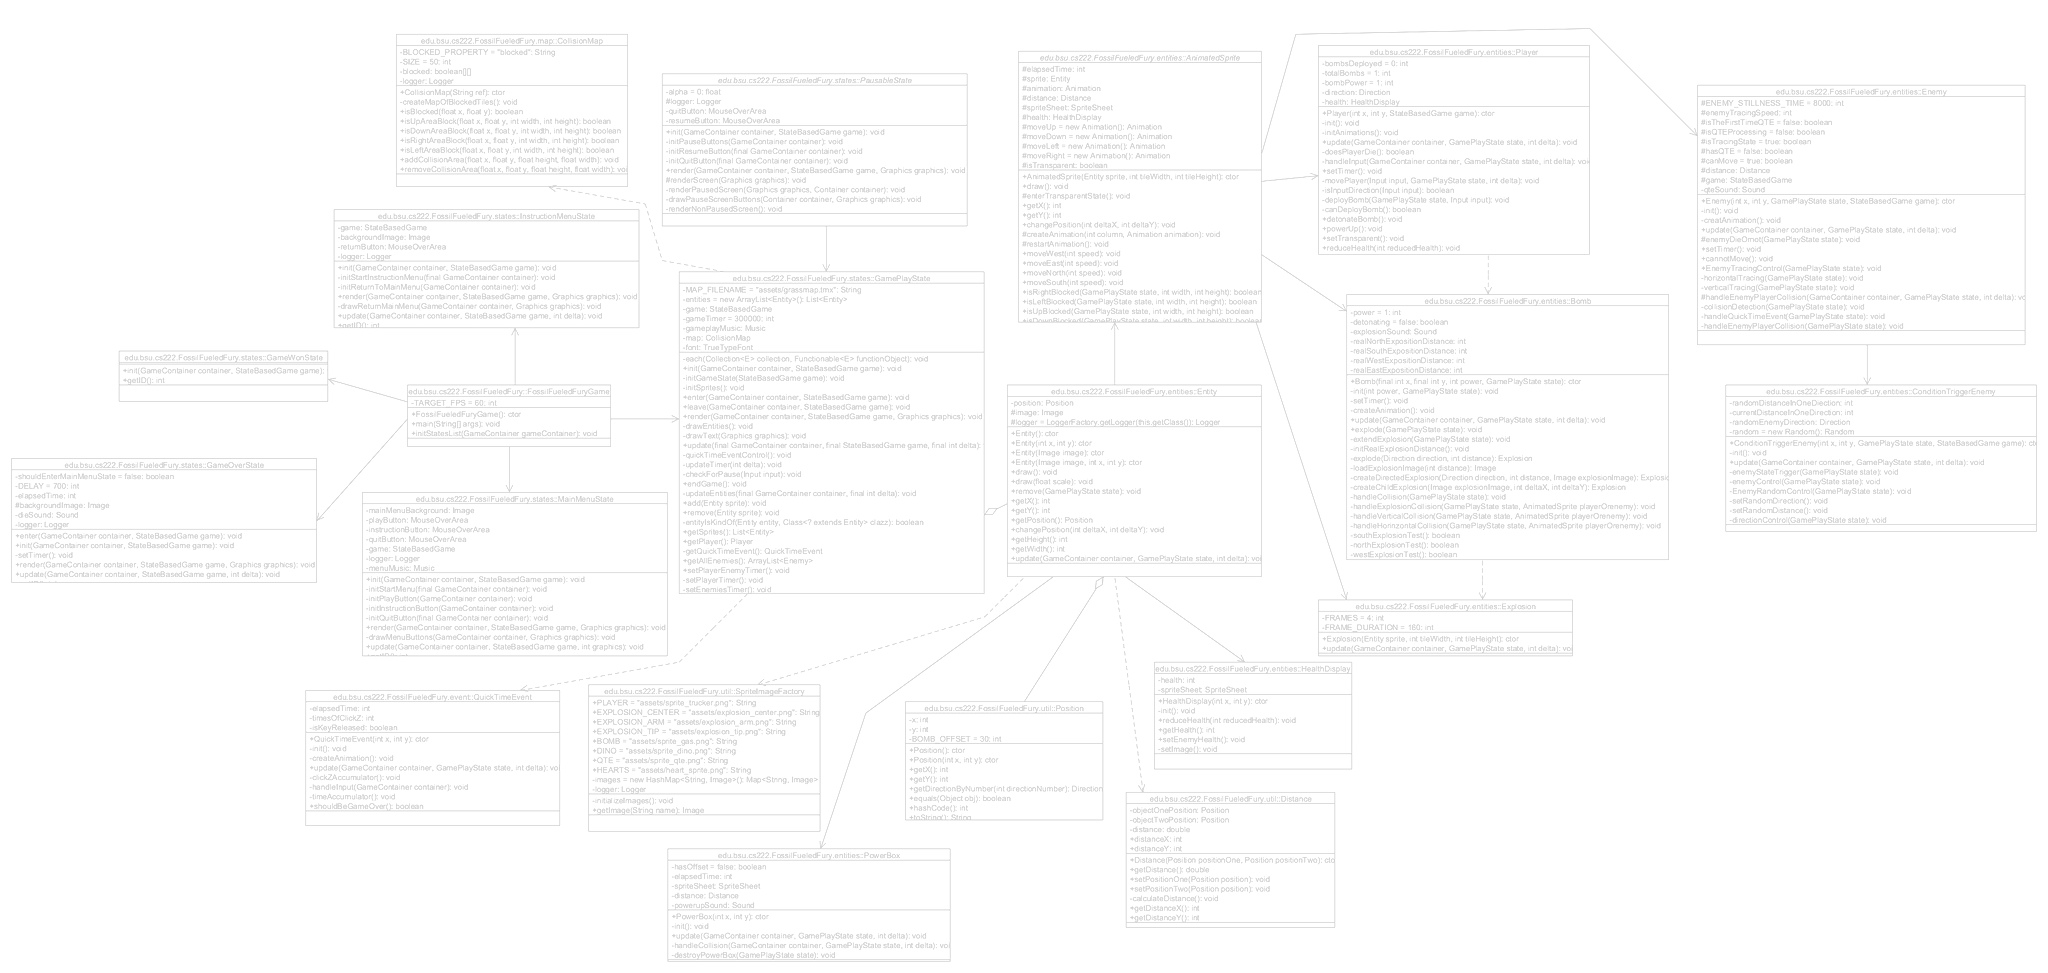 edu.bsu.cs222.FossilFueledFury.map::CollisionMap
-BLOCKED_PROPERTY = "blocked": String
-SIZE = 50: int
-blocked: boolean[][]
-logger: Logger
+CollisionMap(String ref): ctor
-createMapOfBlockedTiles(): void
+isBlocked(float x, float y): boolean
+isUpAreaBlock(float x, float y, int width, int height): boolean
+isDownAreaBlock(float x, float y, int width, int height): boolean
+isRightAreaBlock(float x, float y, int width, int height): boolean
+isLeftAreaBlock(float x, float y, int width, int height): boolean
+addCollisionArea(float x, float y, float height, float width): void
+removeCollisionArea(float x, float y, float height, float width): voi
edu.bsu.cs222.FossilFueledFury.states::PausableState
-alpha = 0: float
#logger: Logger
-quitButton: MouseOverArea
-resumeButton: MouseOverArea
+init(GameContainer container, StateBasedGame game): void
-initPauseButtons(GameContainer container): void
-initResumeButton(final GameContainer container): void
-initQuitButton(final GameContainer container): void
+render(GameContainer container, StateBasedGame game, Graphics graphics): void
#renderScreen(Graphics graphics): void
-renderPausedScreen(Graphics graphics, Container container): void
-drawPauseScreenButtons(Container container, Graphics graphics): void
-renderNonPausedScreen(): void
edu.bsu.cs222.FossilFueledFury.entities::AnimatedSprite
#elapsedTime: int
#sprite: Entity
#animation: Animation
#distance: Distance
#spriteSheet: SpriteSheet
#health: HealthDisplay
#moveUp = new Animation(): Animation
#moveDown = new Animation(): Animation
#moveLeft = new Animation(): Animation
#moveRight = new Animation(): Animation
#isTransparent: boolean
+AnimatedSprite(Entity sprite, int tileWidth, int tileHeight): ctor
+draw(): void
#enterTransparentState(): void
+getX(): int
+getY(): int
+changePosition(int deltaX, int deltaY): void
#createAnimation(int column, Animation animation): void
#restartAnimation(): void
+moveWest(int speed): void
+moveEast(int speed): void
+moveNorth(int speed): void
+moveSouth(int speed): void
+isRightBlocked(GamePlayState state, int width, int height): boolean
+isLeftBlocked(GamePlayState state, int width, int height): boolean
+isUpBlocked(GamePlayState state, int width, int height): boolean
+isDownBlocked(GamePlayState state, int width, int height): boolean
edu.bsu.cs222.FossilFueledFury.entities::Player
-bombsDeployed = 0: int
-totalBombs = 1: int
-bombPower = 1: int
-direction: Direction
-health: HealthDisplay
+Player(int x, int y, StateBasedGame game): ctor
-init(): void
-initAnimations(): void
+update(GameContainer container, GamePlayState state, int delta): void
-doesPlayerDie(): void
-handleInput(GameContainer container, GamePlayState state, int delta): voi
+setTimer(): void
-movePlayer(Input input, GamePlayState state, int delta): void
-isInputDirection(Input input): boolean
-deployBomb(GamePlayState state, Input input): void
-canDeployBomb(): boolean
+detonateBomb(): void
+powerUp(): void
+setTransparent(): void
+reduceHealth(int reducedHealth): void
edu.bsu.cs222.FossilFueledFury.entities::Enemy
#ENEMY_STILLNESS_TIME = 8000: int
#enemyTracingSpeed: int
#isTheFirstTimeQTE = false: boolean
#isQTEProcessing = false: boolean
#isTracingState = true: boolean
#hasQTE = false: boolean
#canMove = true: boolean
#distance: Distance
#game: StateBasedGame
-qteSound: Sound
+Enemy(int x, int y, GamePlayState state, StateBasedGame game): ctor
-init(): void
-creatAnimation(): void
+update(GameContainer container, GamePlayState state, int delta): void
#enemyDieOrnot(GamePlayState state): void
+setTimer(): void
+cannotMove(): void
+EnemyTracingControl(GamePlayState state): void
-horizontalTracing(GamePlayState state): void
-verticalTracing(GamePlayState state): void
#handleEnemyPlayerCollision(GameContainer container, GamePlayState state, int delta): vo
-collisionDetection(GamePlayState state): void
-handleQuickTimeEvent(GamePlayState state): void
-handleEnemyPlayerCollision(GamePlayState state): void
edu.bsu.cs222.FossilFueledFury.states::InstructionMenuState
-game: StateBasedGame
-backgroundImage: Image
-returnButton: MouseOverArea
-logger: Logger
+init(GameContainer container, StateBasedGame game): void
-initStartInstructionMenu(final GameContainer container): void
-initReturnToMainMenu(GameContainer container): void
+render(GameContainer container, StateBasedGame game, Graphics graphics): void
-drawReturnMainMenu(GameContainer container, Graphics graphics): void
+update(GameContainer container, StateBasedGame game, int delta): void
+getID(): int
edu.bsu.cs222.FossilFueledFury.states::GamePlayState
-MAP_FILENAME = "assets/grassmap.tmx": String
-entities = new ArrayList<Entity>(): List<Entity>
-game: StateBasedGame
-gameTimer = 300000: int
-gameplayMusic: Music
-map: CollisionMap
-font: TrueTypeFont
-each(Collection<E> collection, Functionable<E> functionObject): void
+init(GameContainer container, StateBasedGame game): void
-initGameState(StateBasedGame game): void
-initSprites(): void
+enter(GameContainer container, StateBasedGame game): void
+leave(GameContainer container, StateBasedGame game): void
+render(GameContainer container, StateBasedGame game, Graphics graphics): void
-drawEntities(): void
-drawText(Graphics graphics): void
+update(final GameContainer container, final StateBasedGame game, final int delta):
-quickTimeEventControl(): void
-updateTimer(int delta): void
-checkForPause(Input input): void
+endGame(): void
-updateEntities(final GameContainer container, final int delta): void
+add(Entity sprite): void
+remove(Entity sprite): void
-entityIsKindOf(Entity entity, Class<? extends Entity> clazz): boolean
+getSprites(): List<Entity>
+getPlayer(): Player
-getQuickTimeEvent(): QuickTimeEvent
+getAllEnemies(): ArrayList<Enemy>
+setPlayerEnemyTimer(): void
-setPlayerTimer(): void
-setEnemiesTimer(): void
edu.bsu.cs222.FossilFueledFury.entities::Bomb
-power = 1: int
-detonating = false: boolean
-explosionSound: Sound
-realNorthExpositionDistance: int
-realSouthExpositionDistance: int
-realWestExpositionDistance: int
-realEastExpositionDistance: int
+Bomb(final int x, final int y, int power, GamePlayState state): ctor
-init(int power, GamePlayState state): void
-setTimer(): void
-createAnimation(): void
+update(GameContainer container, GamePlayState state, int delta): void
+explode(GamePlayState state): void
-extendExplosion(GamePlayState state): void
-initRealExplosionDistance(): void
-explode(Direction direction, int distance): Explosion
-loadExplosionImage(int distance): Image
-createDirectedExplosion(Direction direction, int distance, Image explosionImage): Explosic
-createChildExplosion(Image explosionImage, int deltaX, int deltaY): Explosion
-handleCollision(GamePlayState state): void
-handleExplosionCollision(GamePlayState state, AnimatedSprite playerOrenemy): void
-handleVerticalCollision(GamePlayState state, AnimatedSprite playerOrenemy): void
-handleHorinzontalCollision(GamePlayState state, AnimatedSprite playerOrenemy): void
-southExplosionTest(): boolean
-northExplosionTest(): boolean
-westExplosionTest(): boolean
edu.bsu.cs222.FossilFueledFury.states::GameWonState
+init(GameContainer container, StateBasedGame game):
+getID(): int
edu.bsu.cs222.FossilFueledFury::FossilFueledFuryGame
-TARGET_FPS = 60: int
+FossilFueledFuryGame(): ctor
+main(String[] args): void
+initStatesList(GameContainer gameContainer): void
edu.bsu.cs222.FossilFueledFury.entities::Entity
-position: Position
#image: Image
#logger = LoggerFactory.getLogger(this.getClass()): Logger
+Entity(): ctor
+Entity(int x, int y): ctor
+Entity(Image image): ctor
+Entity(Image image, int x, int y): ctor
+draw(): void
+draw(float scale): void
+remove(GamePlayState state): void
+getX(): int
+getY(): int
+getPosition(): Position
+changePosition(int deltaX, int deltaY): void
+getHeight(): int
+getWidth(): int
+update(GameContainer container, GamePlayState state, int delta): voi
edu.bsu.cs222.FossilFueledFury.entities::ConditionTriggerEnemy
-randomDistanceInOneDirection: int
-currentDistanceInOneDirection: int
-randomEnemyDirection: Direction
-random = new Random(): Random
+ConditionTriggerEnemy(int x, int y, GamePlayState state, StateBasedGame game): ct
-init(): void
+update(GameContainer container, GamePlayState state, int delta): void
-enemyStateTrigger(GamePlayState state): void
-enemyControl(GamePlayState state): void
-EnemyRandomControl(GamePlayState state): void
-setRandomDirection(): void
-setRandomDistance(): void
-directionControl(GamePlayState state): void
edu.bsu.cs222.FossilFueledFury.states::GameOverState
-shouldEnterMainMenuState = false: boolean
-DELAY = 700: int
-elapsedTime: int
#backgroundImage: Image
-dieSound: Sound
-logger: Logger
+enter(GameContainer container, StateBasedGame game): void
+init(GameContainer container, StateBasedGame game): void
-setTimer(): void
+render(GameContainer container, StateBasedGame game, Graphics graphics): void
+update(GameContainer container, StateBasedGame game, int delta): void
edu.bsu.cs222.FossilFueledFury.states::MainMenuState
-mainMenuBackground: Image
-playButton: MouseOverArea
-instructionButton: MouseOverArea
-quitButton: MouseOverArea
-game: StateBasedGame
-logger: Logger
-menuMusic: Music
+init(GameContainer container, StateBasedGame game): void
-initStartMenu(final GameContainer container): void
-initPlayButton(GameContainer container): void
-initInstructionButton(GameContainer container): void
-initQuitButton(final GameContainer container): void
+render(GameContainer container, StateBasedGame game, Graphics graphics): void
-drawMenuButtons(GameContainer container, Graphics graphics): void
+update(GameContainer container, StateBasedGame game, int graphics): void
edu.bsu.cs222.FossilFueledFury.entities::Explosion
-FRAMES = 4: int
-FRAME_DURATION = 160: int
+Explosion(Entity sprite, int tileWidth, int tileHeight): ctor
+update(GameContainer container, GamePlayState state, int delta): voi
edu.bsu.cs222.FossilFueledFury.event::QuickTimeEvent
-elapsedTime: int
-timesOfClickZ: int
-isKeyReleased: boolean
+QuickTimeEvent(int x, int y): ctor
-init(): void
-createAnimation(): void
+update(GameContainer container, GamePlayState state, int delta): voi
-clickZAccumulator(): void
-handleInput(GameContainer container): void
-timeAccumulator(): void
+shouldBeGameOver(): boolean
edu.bsu.cs222.FossilFueledFury.util::SpriteImageFactory
+PLAYER = "assets/sprite_trucker.png": String
+EXPLOSION_CENTER = "assets/explosion_center.png": String
+EXPLOSION_ARM = "assets/explosion_arm.png": String
+EXPLOSION_TIP = "assets/explosion_tip.png": String
+BOMB = "assets/sprite_gas.png": String
+DINO = "assets/sprite_dino.png": String
+QTE = "assets/sprite_qte.png": String
+HEARTS = "assets/heart_sprite.png": String
-images = new HashMap<String, Image>(): Map<String, Image>
-logger: Logger
-initializeImages(): void
+getImage(String name): Image
edu.bsu.cs222.FossilFueledFury.util::Position
-x: int
-y: int
-BOMB_OFFSET = 30: int
+Position(): ctor
+Position(int x, int y): ctor
+getX(): int
+getY(): int
+getDirectionByNumber(int directionNumber): Direction
+equals(Object obj): boolean
+hashCode(): int
+toString(): String
edu.bsu.cs222.FossilFueledFury.entities::HealthDisplay
-health: int
-spriteSheet: SpriteSheet
+HealthDisplay(int x, int y): ctor
-init(): void
+reduceHealth(int reducedHealth): void
+getHealth(): int
+setEnemyHealth(): void
-setImage(): void
edu.bsu.cs222.FossilFueledFury.util::Distance
-objectOnePosition: Position
-objectTwoPosition: Position
-distance: double
+distanceX: int
+distanceY: int
+Distance(Position positionOne, Position positionTwo): ctc
+getDistance(): double
+setPositionOne(Position position): void
+setPositionTwo(Position position): void
-calculateDistance(): void
+getDistanceX(): int
+getDistanceY(): int
edu.bsu.cs222.FossilFueledFury.entities::PowerBox
-hasOffset = false: boolean
-elapsedTime: int
-spriteSheet: SpriteSheet
-distance: Distance
-powerupSound: Sound
+PowerBox(int x, int y): ctor
-init(): void
+update(GameContainer container, GamePlayState state, int delta): void
-handleCollision(GameContainer container, GamePlayState state, int delta): voi
-destroyPowerBox(GamePlayState state): void